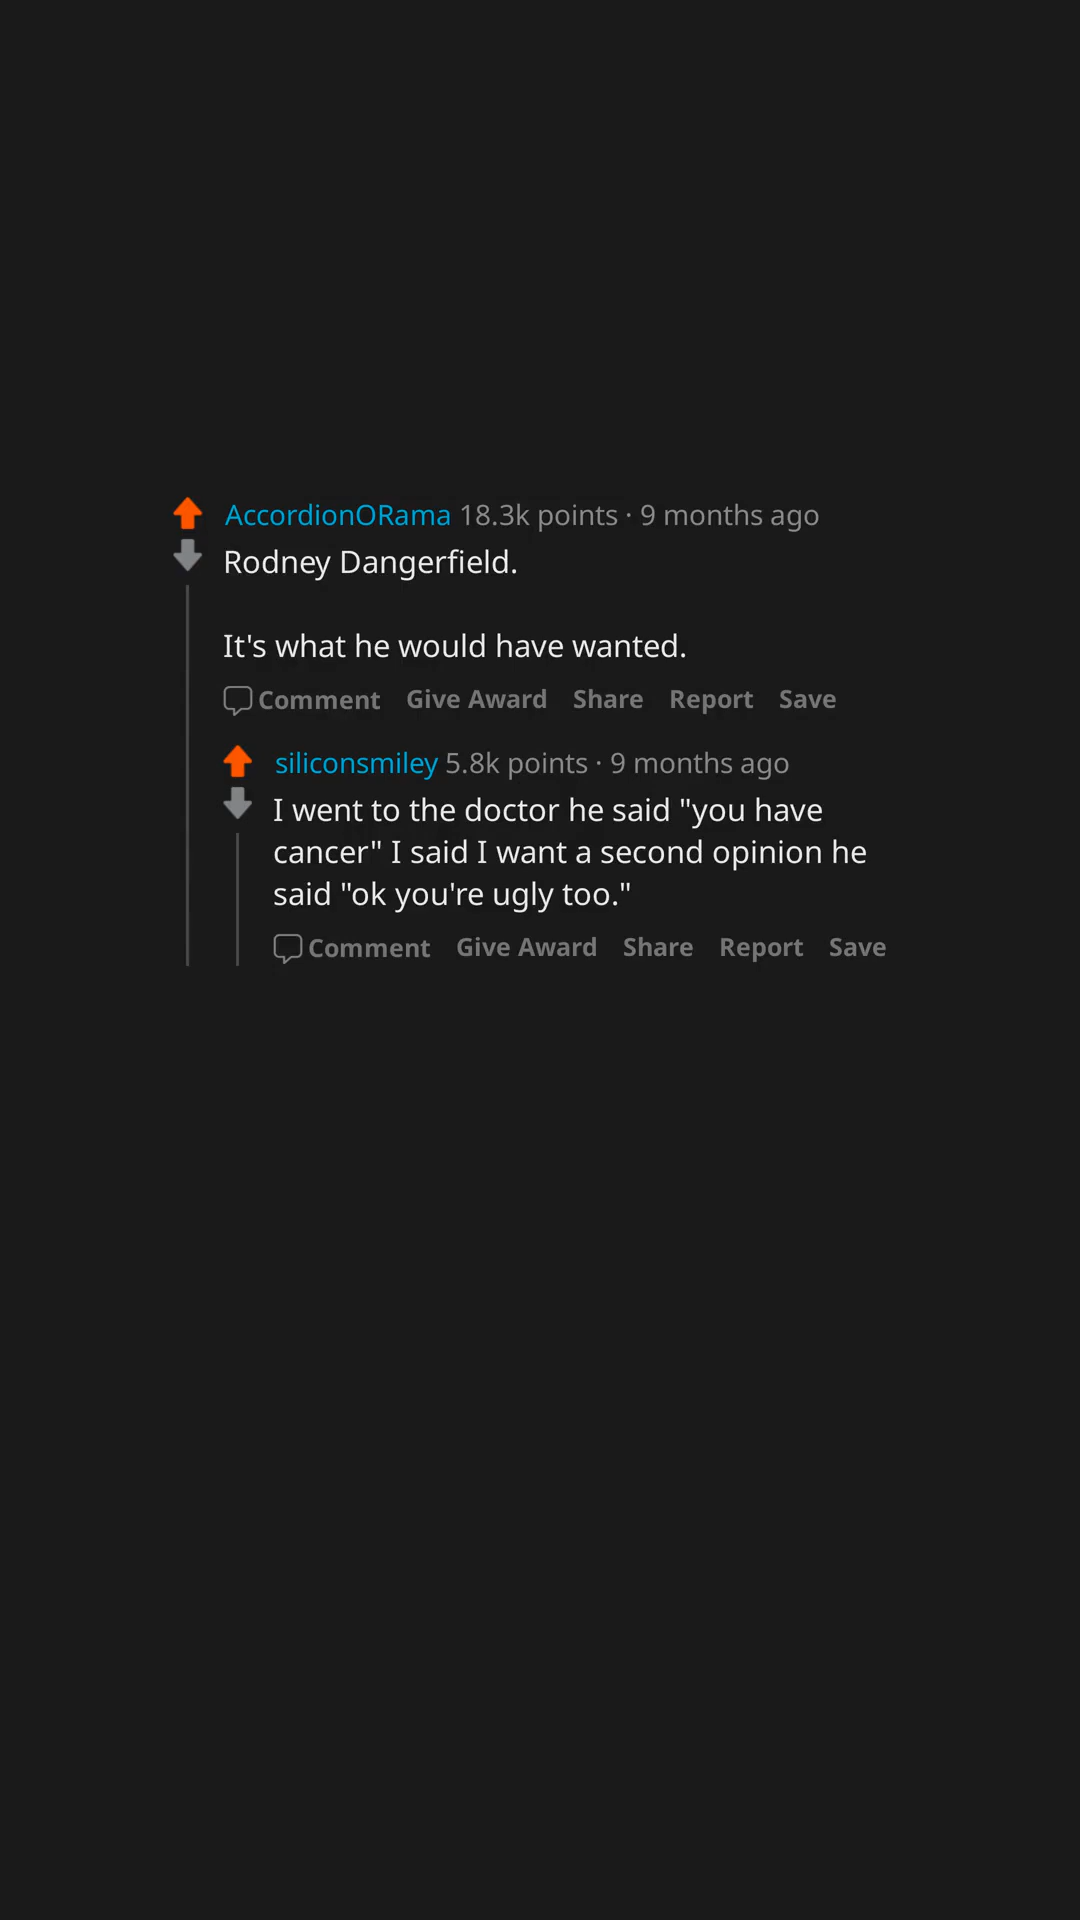 AccordionORama 18.3k points · 9 months ago
Rodney Dangerfield.
It's what he would have wanted.
Comment Give Award Share Report Save
siliconsmiley 5.8k points · 9 months ago
I went to the doctor he said "you have
cancer" I said I want a second opinion he
said "ok you're ugly too."
Comment Give Award Share Report Save